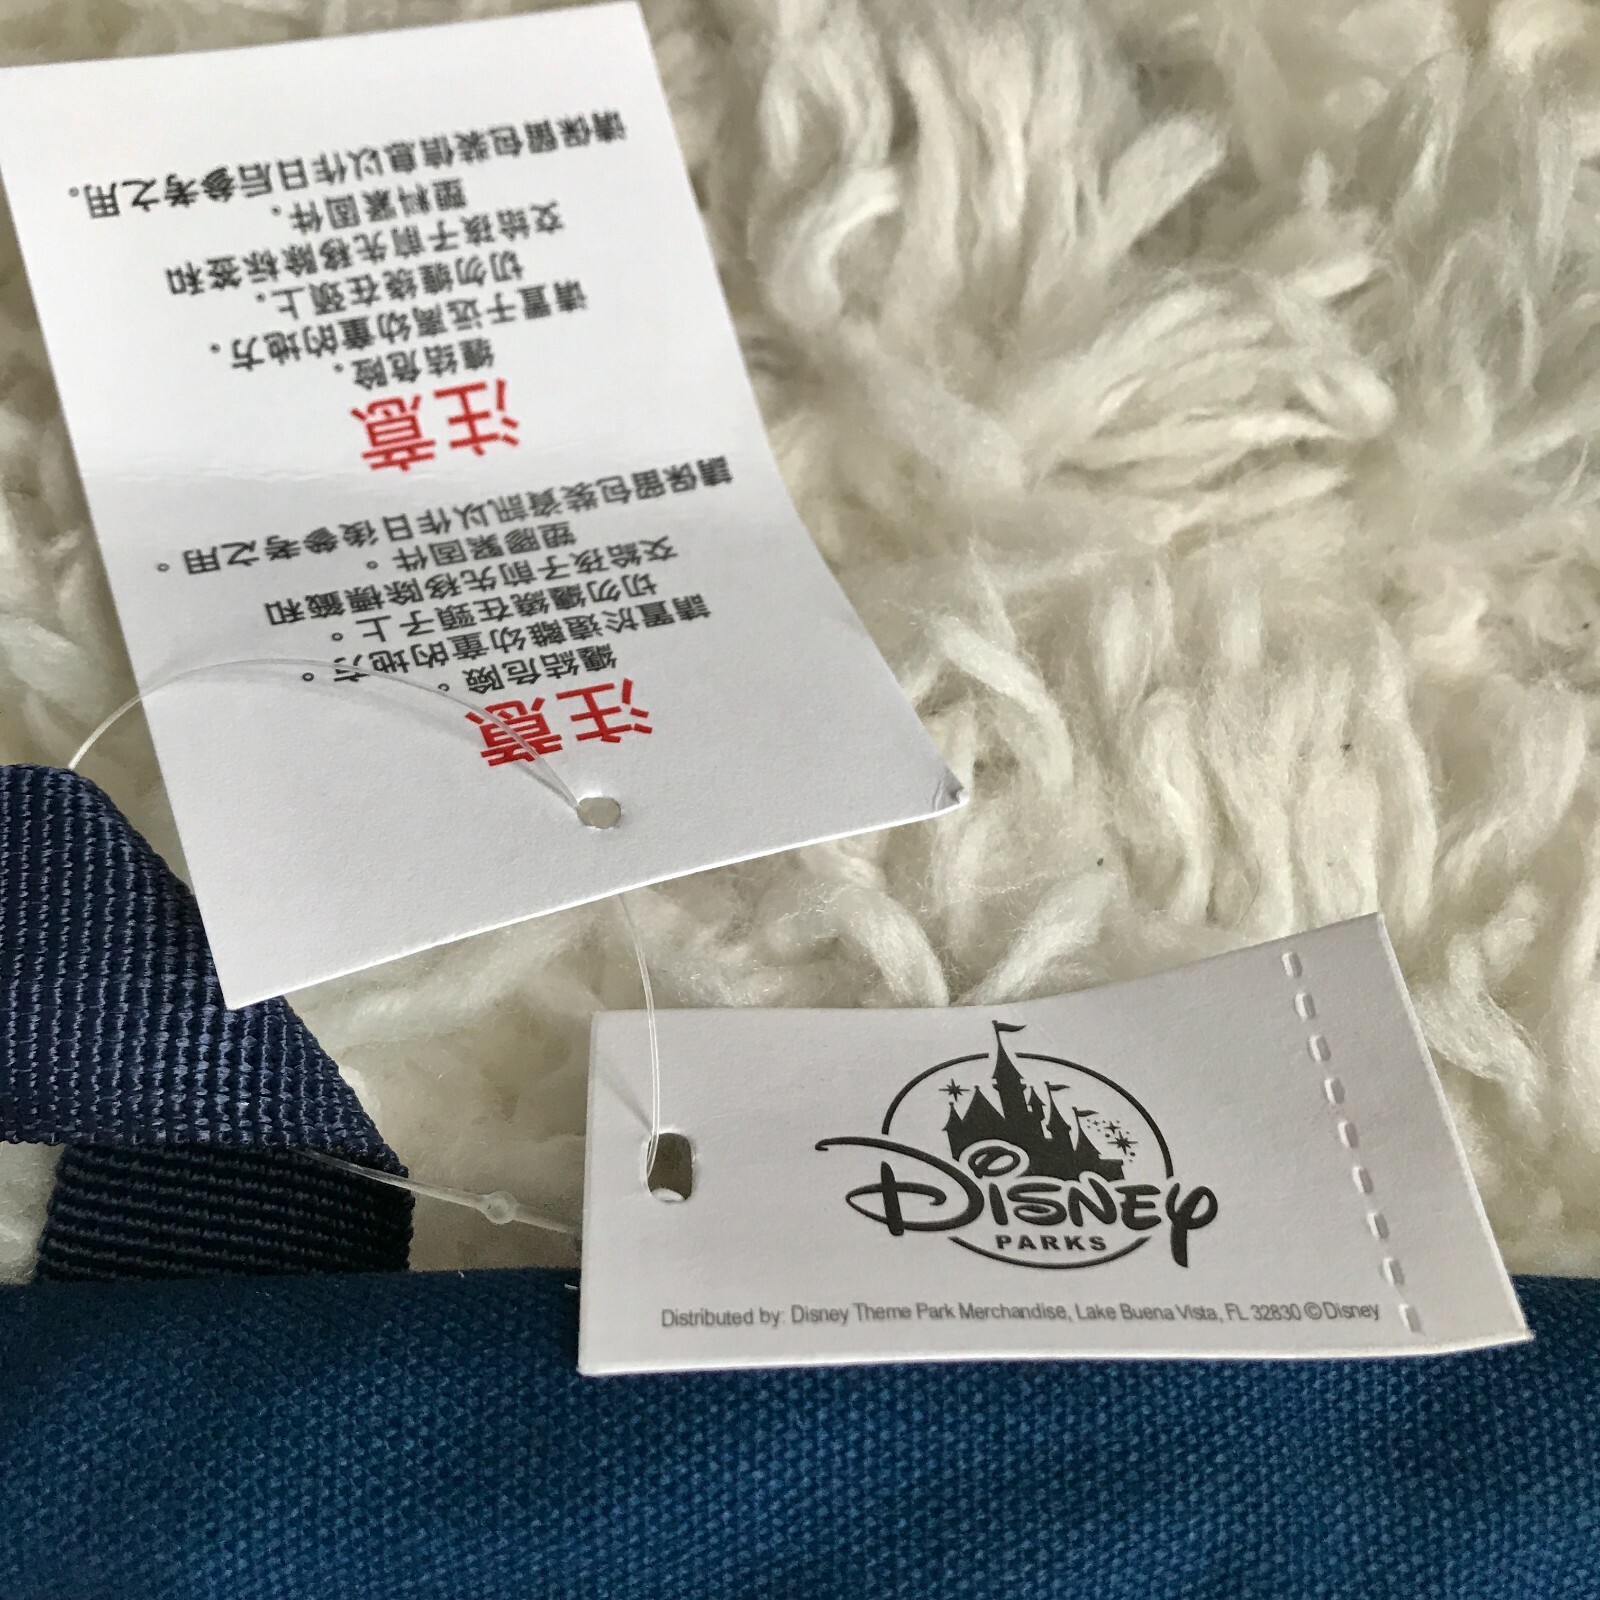 注意
纏結危險。
請置於遠離幼童的地方。
切勿纏繞在頸子上。
交給孩子前先移除標籤和
塑膠緊固件。
請保留包裝資訊以作日後參考之用。
注意
缠结危险。
请置于远离幼童的地方。
切勿缠绕在颈上。
交给孩子前先移除标签和
塑料紧固件。
请保留包装信息以作日后参考之用。
Disney
PARKS
Distributed by: Disney Theme Park Merchandise, Lake Buena Vista, FL 32830 © Disney